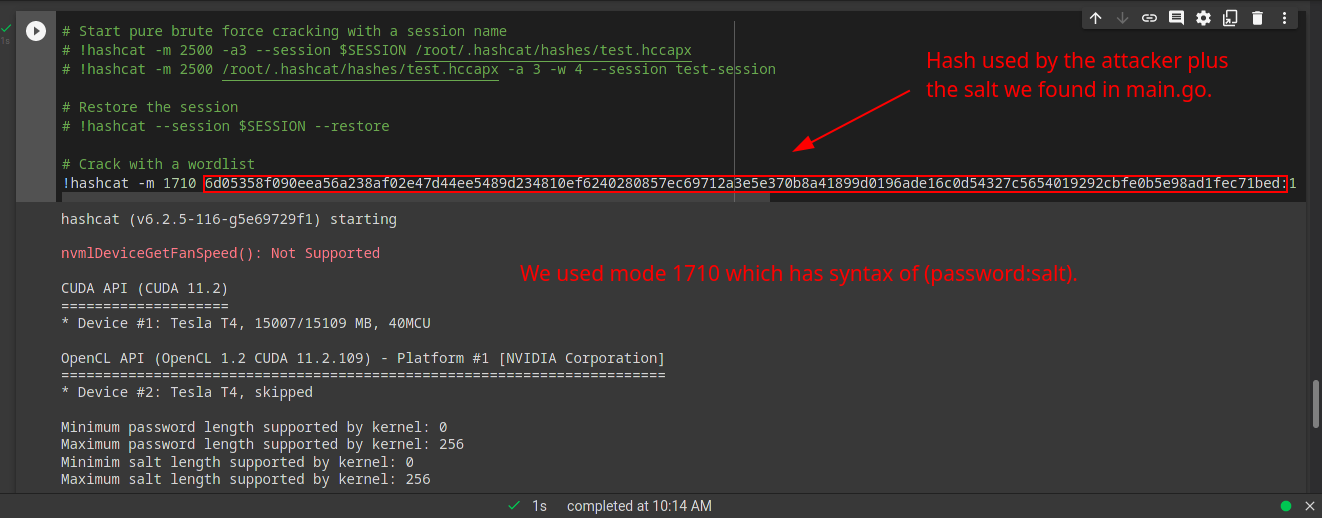 1s
# Start pure brute force cracking with a session name
# !hashcat -m 2500 -a3 --session $SESSION /root/.hashcat/hashes/test.hccapx
# !hashcat -m 2500 /root/.hashcat/hashes/test.hccapx -a 3 -w 4 --session test-session
Hash used by the attacker plus
the salt we found in main.go.
# Restore the session
# !hashcat --session $SESSION --restore
# Crack with a wordlist
!hashcat -m 1710 6d05358f090eea56a238af02e47d44ee5489d234810ef6240280857ec69712a3e5e370b8a41899d0196ade16c0d54327c5654019292cbfe0b5e98ad1fec71bed:1
hashcat (v6.2.5-116-g5e69729f1) starting
nvmlDeviceGetFanSpeed(): Not Supported
We used mode 1710 which has syntax of (password:salt).
CUDA API (CUDA 11.2)
====================
* Device #1: Tesla T4, 15007/15109 MB, 40MCU
OpenCL API (OpenCL 1.2 CUDA 11.2.109) - Platform #1 [NVIDIA Corporation]
========================================================================
* Device #2: Tesla T4, skipped
Minimum password length supported by kernel: 0
Maximum password length supported by kernel: 256
Minimim salt length supported by kernel: 0
Maximum salt length supported by kernel: 256
1s completed at 10:14 AM